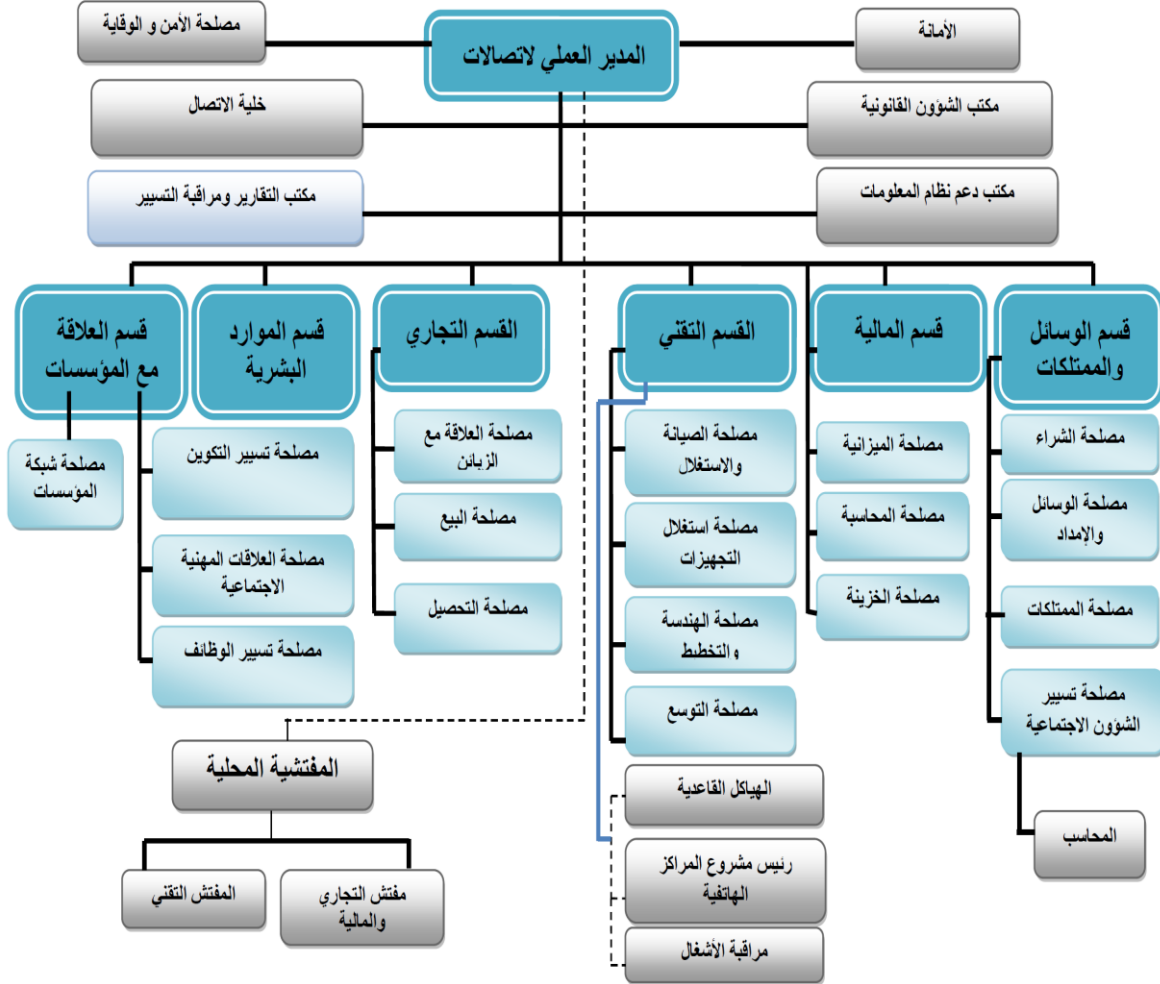 المدير العملي لاتصالات
الأمانة
مصلحة الأمن و الوقاية
مكتب الشؤون القانونية
خلية الاتصال
مكتب دعم نظام المعلومات
مكتب التقارير ومراقبة التسيير
قسم الوسائل
والممتلكات
مصلحة الشراء
مصلحة الوسائل
والإمداد
مصلحة الممتلكات
مصلحة تسيير
الشؤون الاجتماعية
المحاسب
قسم المالية
مصلحة الميزانية
مصلحة المحاسبة
مصلحة الخزينة
القسم التقني
مصلحة الصيانة
والاستغلال
مصلحة استغلال
التجهيزات
مصلحة الهندسة
والتخطيط
مصلحة التوسع
الهياكل القاعدية
رئيس مشروع المراكز
الهاتفية
مراقبة الأشغال
القسم التجاري
مصلحة العلاقة مع
الزبائن
مصلحة البيع
مصلحة التحصيل
قسم الموارد
البشرية
مصلحة تسيير التكوين
مصلحة العلاقات المهنية
الاجتماعية
مصلحة تسيير الوظائف
قسم العلاقة
مع المؤسسات
مصلحة شبكة
المؤسسات
المفتشية المحلية
مفتش التجاري
والمالية
المفتش التقني